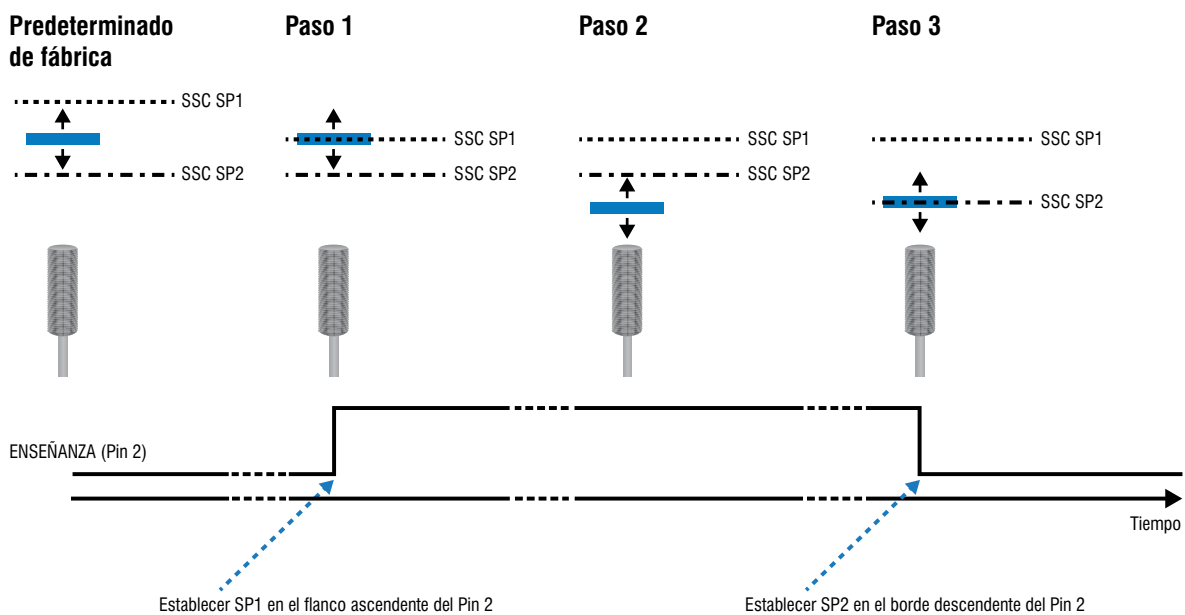 Predeterminado
de fábrica
Paso 1
Paso 2
Paso 3
SSC SP1
SSC SP2
SSC SP1
SSC SP2
SSC SP1
SSC SP2
SSC SP1
SSC SP2
ENSEÑANZA (Pin 2)
Tiempo
Establecer SP1 en el flanco ascendente del Pin 2
Establecer SP2 en el borde descendente del Pin 2